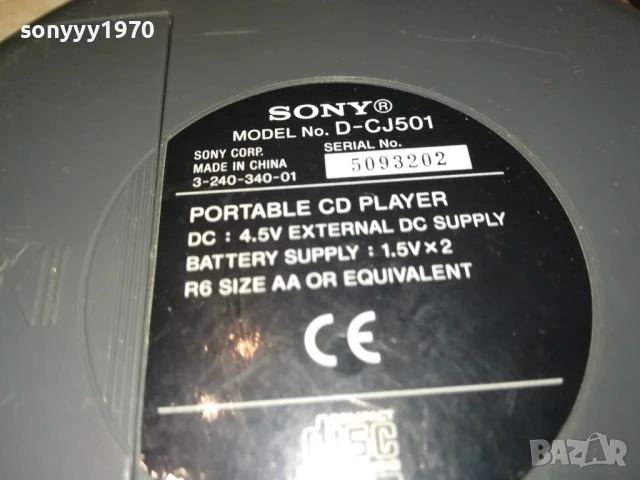 sonyyy1970
SONY®
MODEL No. D-CJ501
SONY CORP. SERIAL No.
MADE IN CHINA 5093202
3-240-340-01
PORTABLE CD PLAYER
DC : 4.5V EXTERNAL DC SUPPLY
BATTERY SUPPLY : 1.5V×2
R6 SIZE AA OR EQUIVALENT
CE
COMPACT
disc
BAZAR